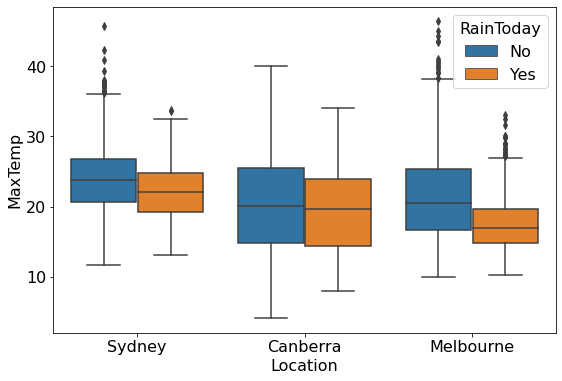 RainToday
No
Yes
40
30
20
10
MaxTemp
Sydney Canberra Melbourne
Location